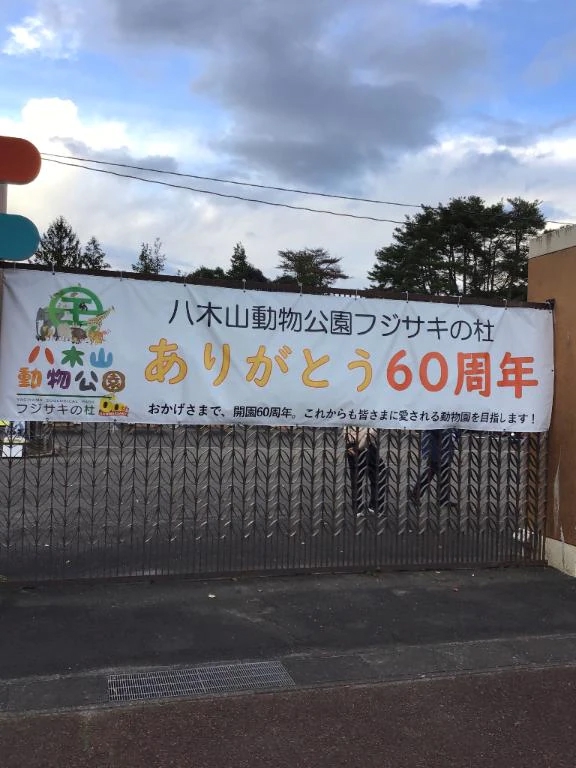 八木山動物公園フジサキの杜
ありがとう60周年
おかげさまで、開園60周年。これからも皆さまに愛される動物園を目指します！
八木山
動物公園
YAGIYAMA ZOOLOGICAL PARK
フジサキの杜